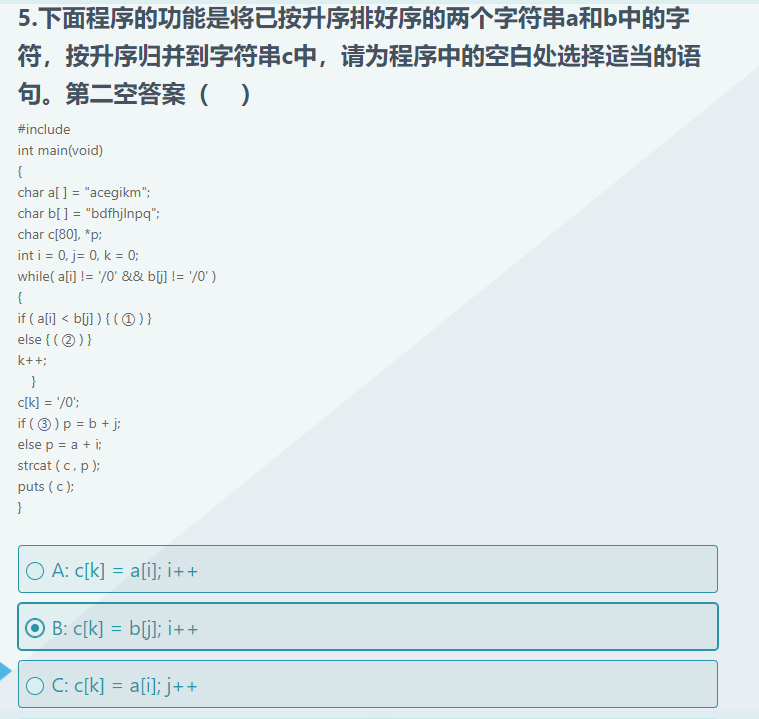 5.下面程序的功能是将已按升序排好序的两个字符串a和b中的字
符，按升序归并到字符串c中，请为程序中的空白处选择适当的语
句。第二空答案（    ）
#include
int main(void)
{
char a[ ] = "acegikm";
char b[ ] = "bdfhjlnpq";
char c[80], *p;
int i = 0, j= 0, k = 0;
while( a[i] != '/0' && b[j] != '/0' )
{
if ( a[i] < b[j] ) { ( ① ) }
else { ( ② ) }
k++;
}
c[k] = '/0';
if ( ③ ) p = b + j;
else p = a + i;
strcat ( c , p );
puts ( c );
}
A: c[k] = a[i]; i++
B: c[k] = b[j]; i++
C: c[k] = a[i]; j++